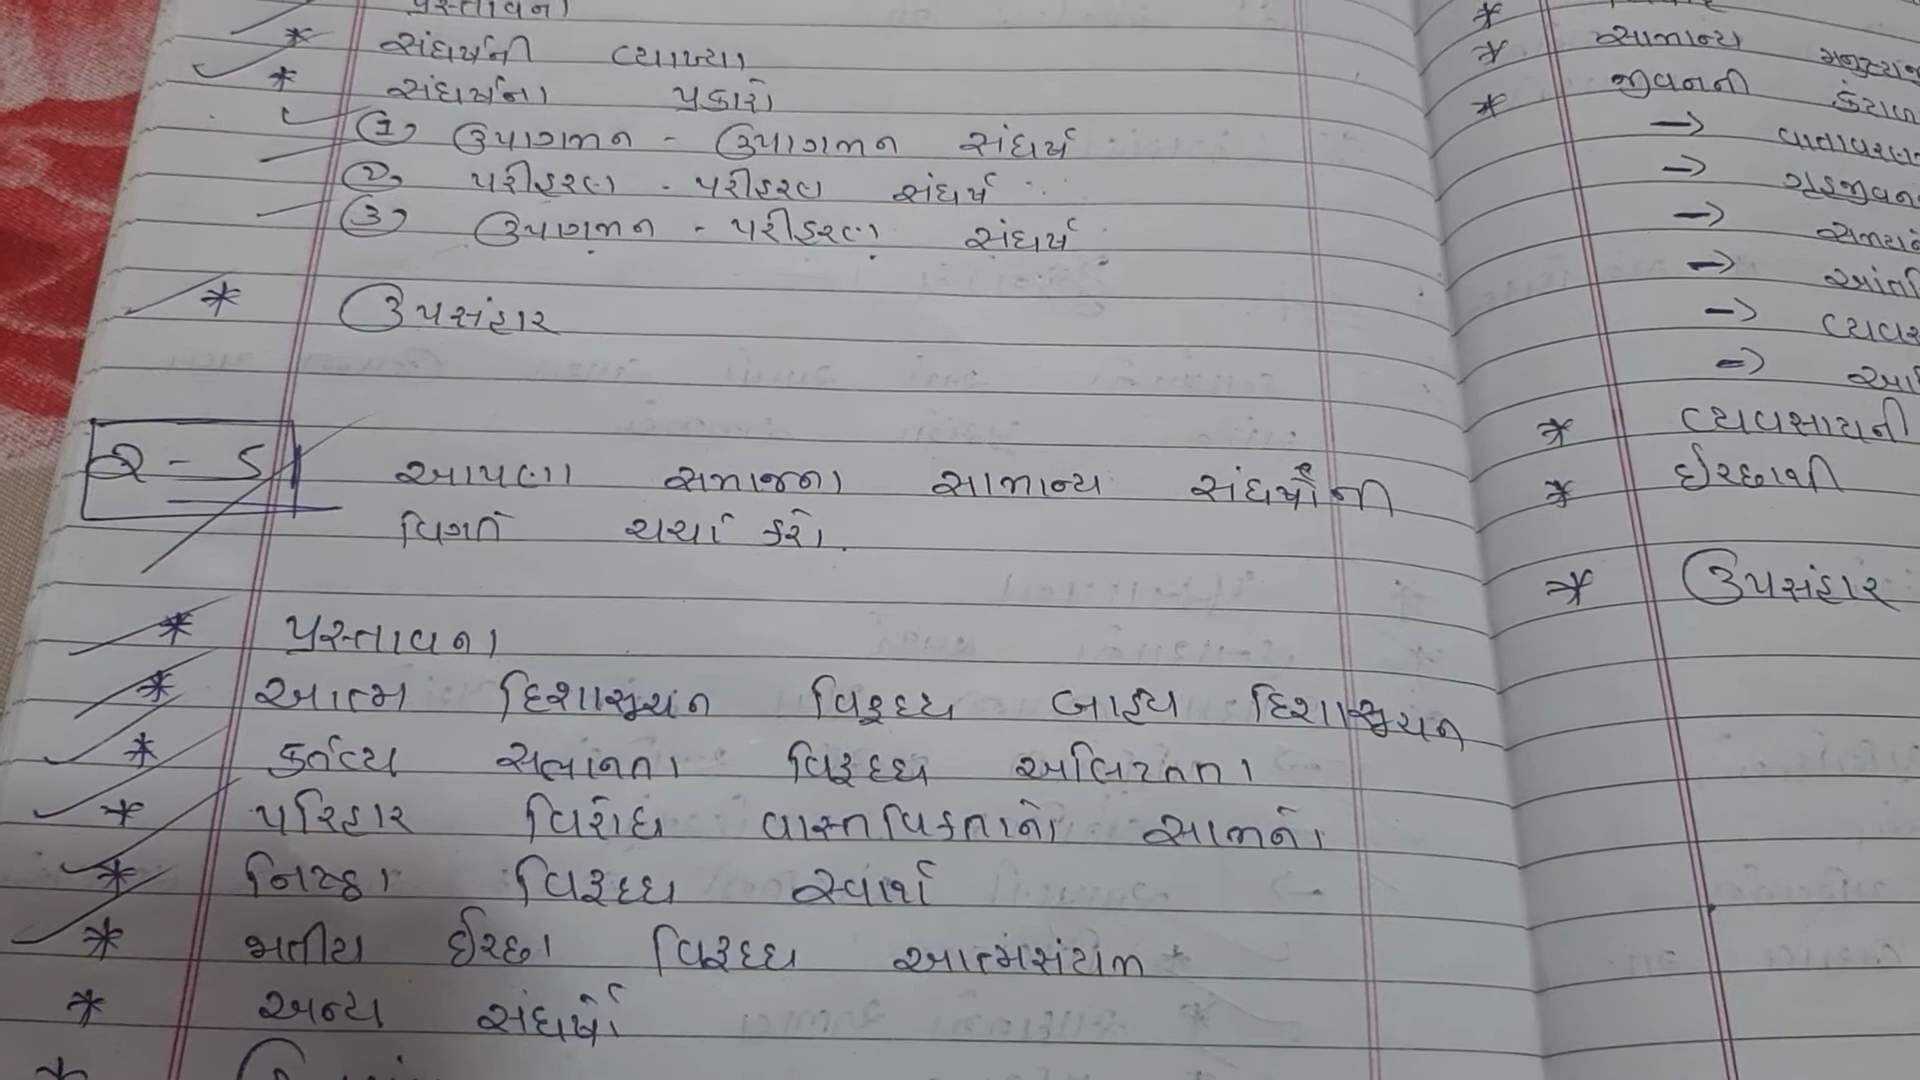 પ્રસ્તાવના
* સંઘર્ષની વ્યાખ્યા
* સંઘર્ષના પ્રકારો
(1) ઉપાગમન - ઉપાગમન સંઘર્ષ
(2) પરીહરણ - પરીહરણ સંઘર્ષ
(3) ઉપાગમન - પરીહરણ સંઘર્ષ
* ઉપસંહાર
2 - ડ આપણા સમાજના સામાન્ય સંઘર્ષોની
વિગતે ચર્ચા કરો.
* પ્રસ્તાવના
* આત્મ દિશાસુચન વિરૂદ્ધ બાહ્ય દિશાસુચન
* કર્તવ્ય સભાનતા વિરૂદ્ધ અલિપ્તતા
* પરિહાર વિરોધ વાસ્તવિકતાનો સામનો
* નિષ્ઠા વિરૂદ્ધ સ્વાર્થ
* જાતીય ઈચ્છા વિરૂદ્ધ આત્મસંયમ
* અન્ય સંઘર્ષો
*
*
* સામાન્ય
* જીવનની
->
->
->
->
->
->
* વ્યવસાયની
* ઈચ્છાથી
* ઉપસંહાર